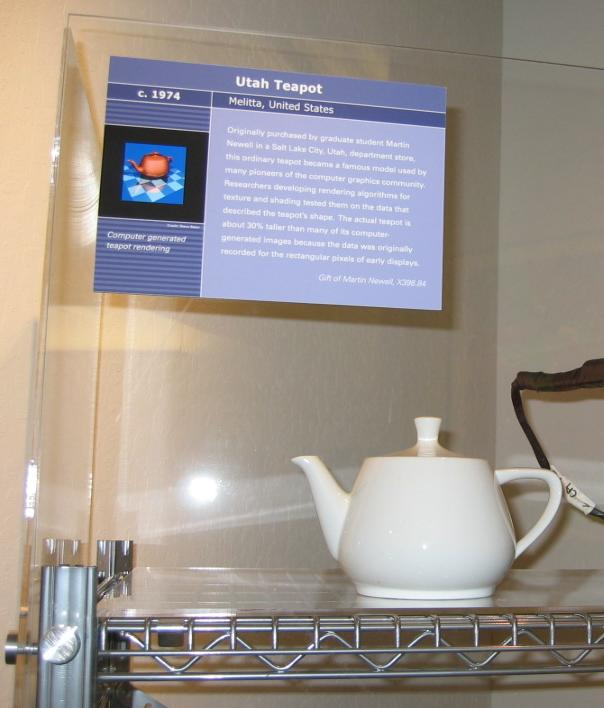 Utah Teapot
c. 1974
Melitta, United States
Originally purchased by graduate student Martin
Newell in a Salt Lake City, Utah, department store,
this ordinary teapot became a famous model used by
many pioneers of the computer graphics community.
Researchers developing rendering algorithms for
texture and shading tested them on the data that
described the teapot's shape. The actual teapot is
about 30% taller than many of its computer-
generated images because the data was originally
recorded for the rectangular pixels of early displays.
Gift of Martin Newell, X398.84
Computer generated
teapot rendering